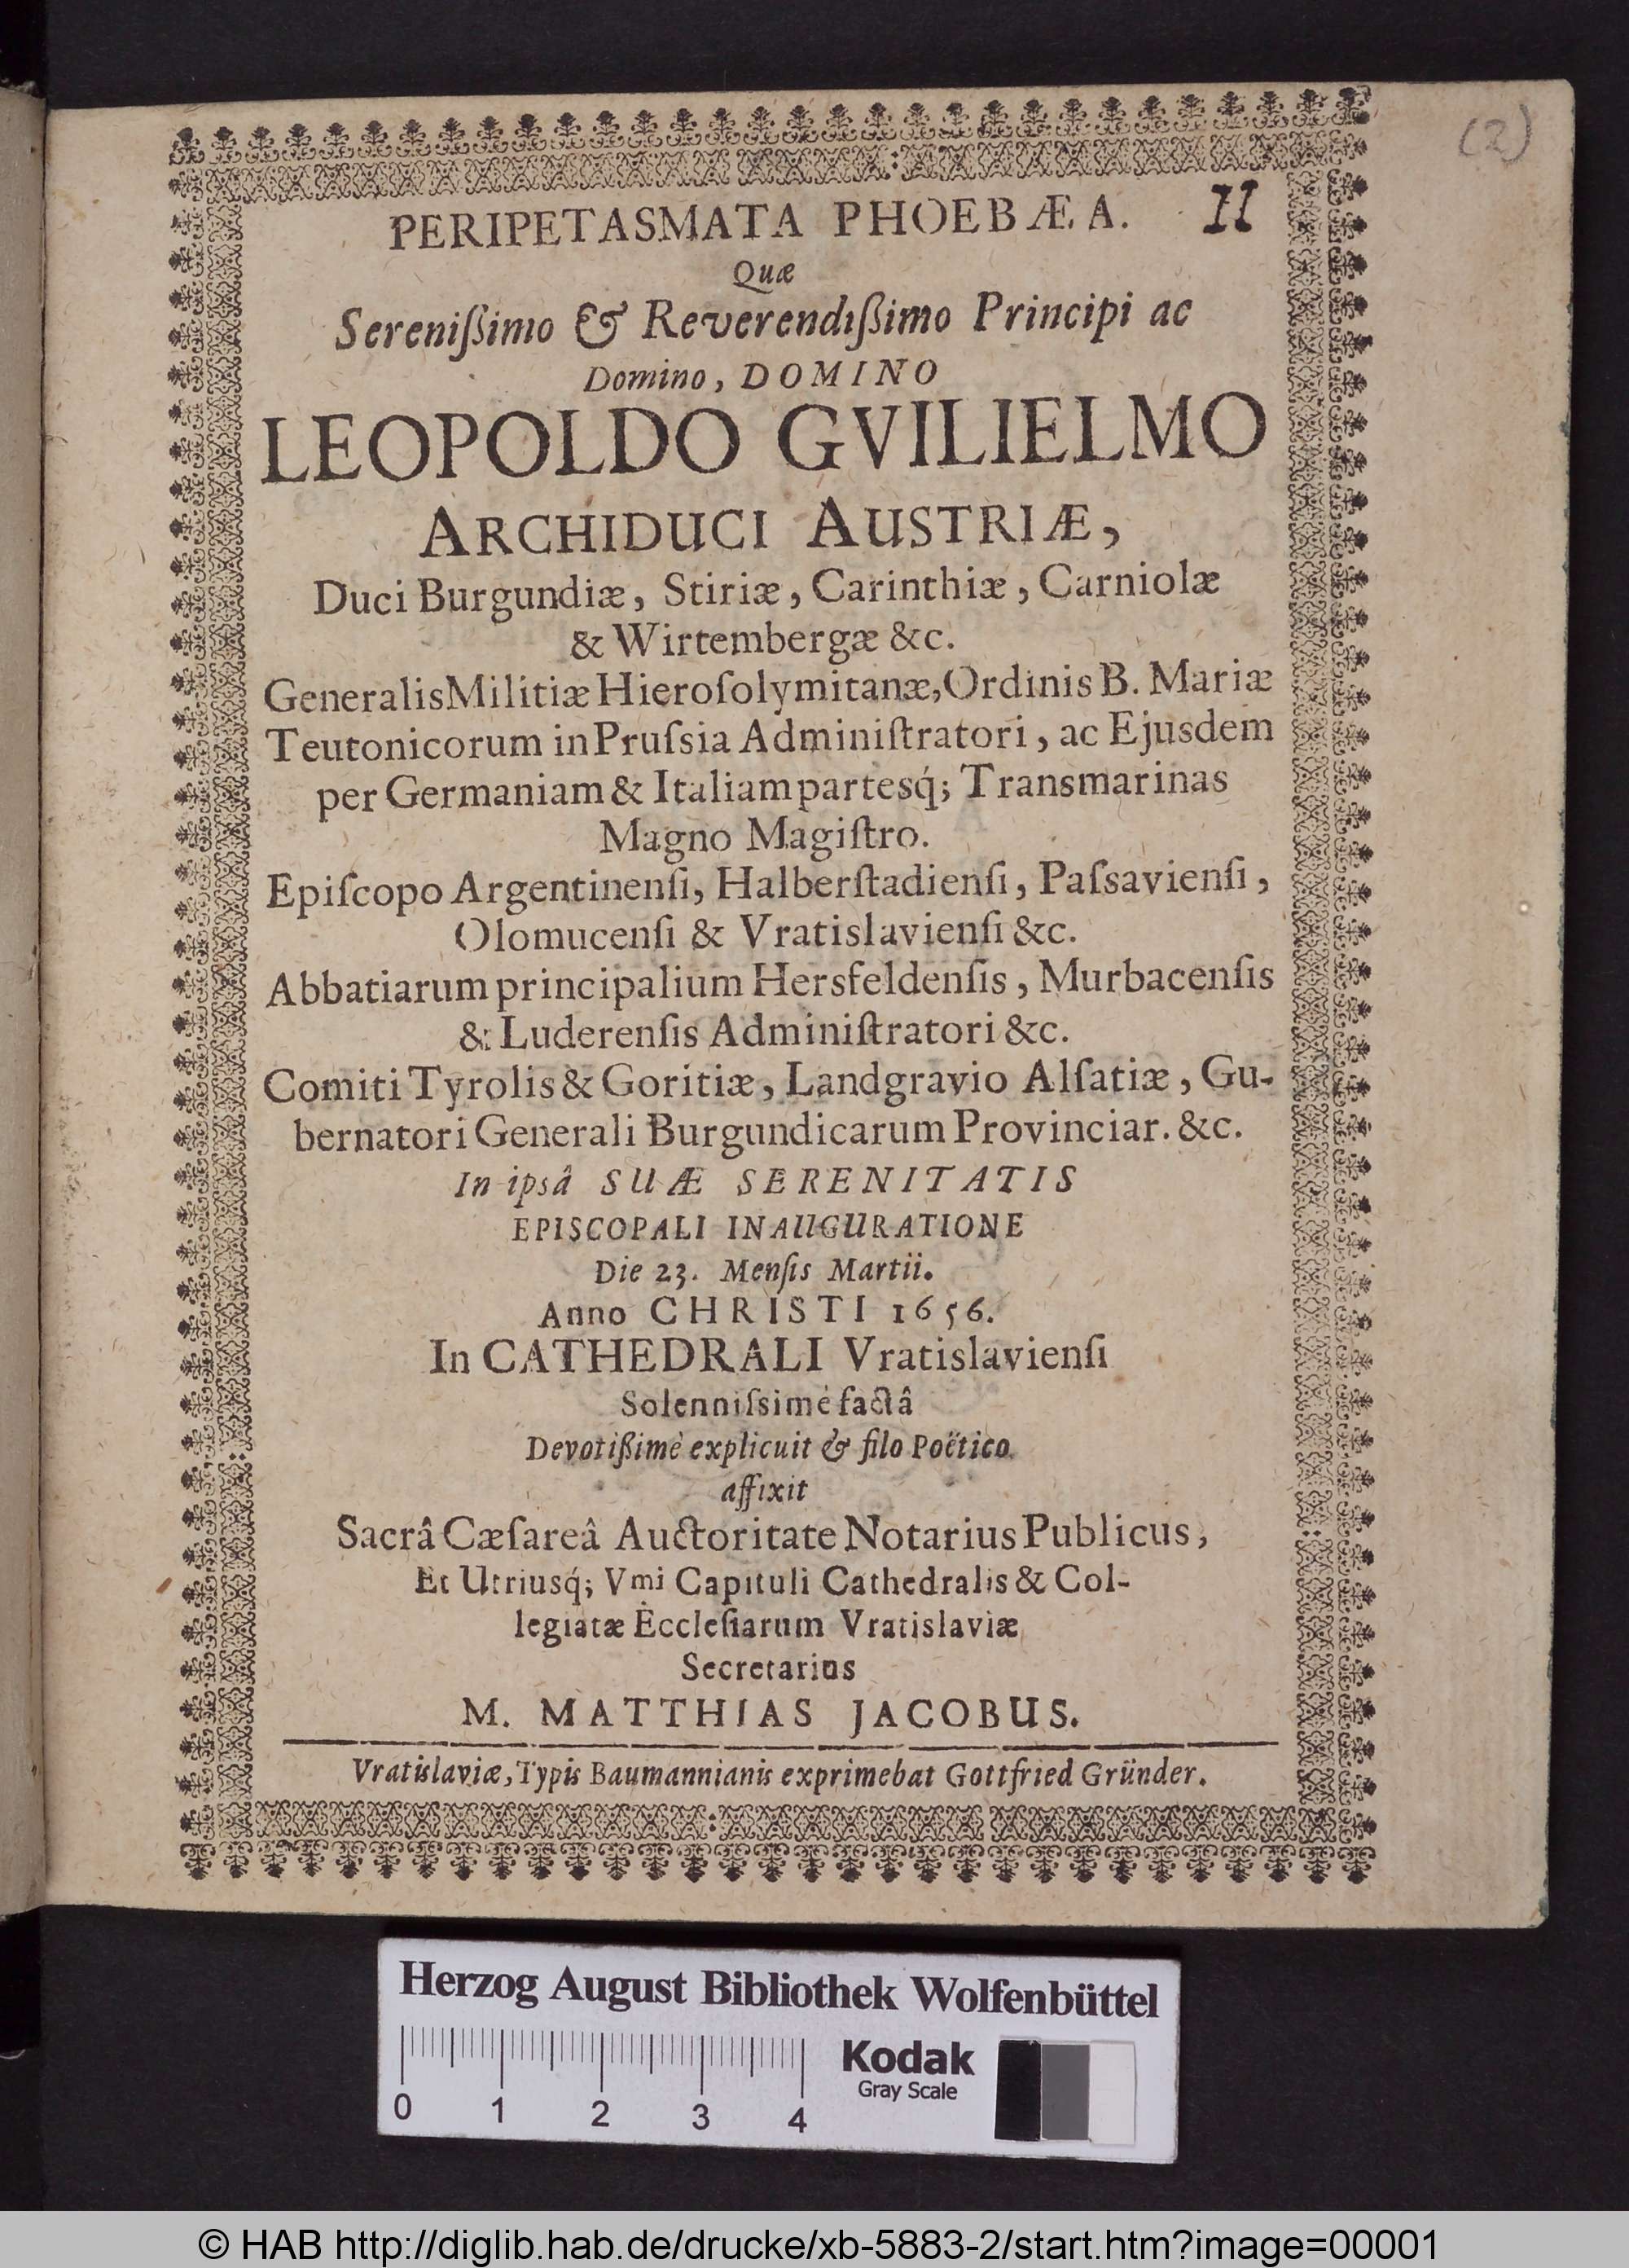 (2)
PERIPETASMATA PHOEBÆA. II
Quæ
Sereniſſimo & Reverendiſſimo Principi ac
Domino, DOMINO
LEOPOLDO GVILIELMO
ARCHIDUCI AUSTRIÆ,
Duci Burgundiæ, Stiriæ, Carinthiæ, Carniolæ
& Wirtembergæ &c.
Generalis Militiæ Hieroſolymitanæ, Ordinis B. Mariæ
Teutonicorum in Pruſsia Adminiſtratori, ac Ejusdem
per Germaniam & Italiam partesq́; Transmarinas
Magno Magiſtro.
Epiſcopo Argentinenſi, Halberſtadienſi, Paſsavienſi,
Olomucenſi & Vratislavienſi &c.
Abbatiarum principalium Hersfeldenſis, Murbacenſis
& Luderenſis Adminiſtratori &c.
Comiti Tyrolis & Goritiæ, Landgravio Alſatiæ, Gu-
bernatori Generali Burgundicarum Provinciar. &c.
In ipsâ SUÆ SERENITATIS
EPISCOPALI INAUGURATIONE
Die 23. Menſis Martii.
Anno CHRISTI 1656.
In CATHEDRALI Vratislavienſi
Solenniſsimè factâ
Devotißimè explicuit & filo Poëtico
affixit
Sacrâ Cæſareâ Auctoritate Notarius Publicus,
Et Utriusq́; Vmi Capituli Cathedralis & Col-
legiatæ Eccleſiarum Vratislaviæ
Secretarius
M. MATTHIAS JACOBUS.
Vratislaviæ, Typis Baumannianis exprimebat Gottfried Gründer.
Herzog August Bibliothek Wolfenbüttel
Kodak
Gray Scale
0 1 2 3 4
© HAB http://diglib.hab.de/drucke/xb-5883-2/start.htm?image=00001